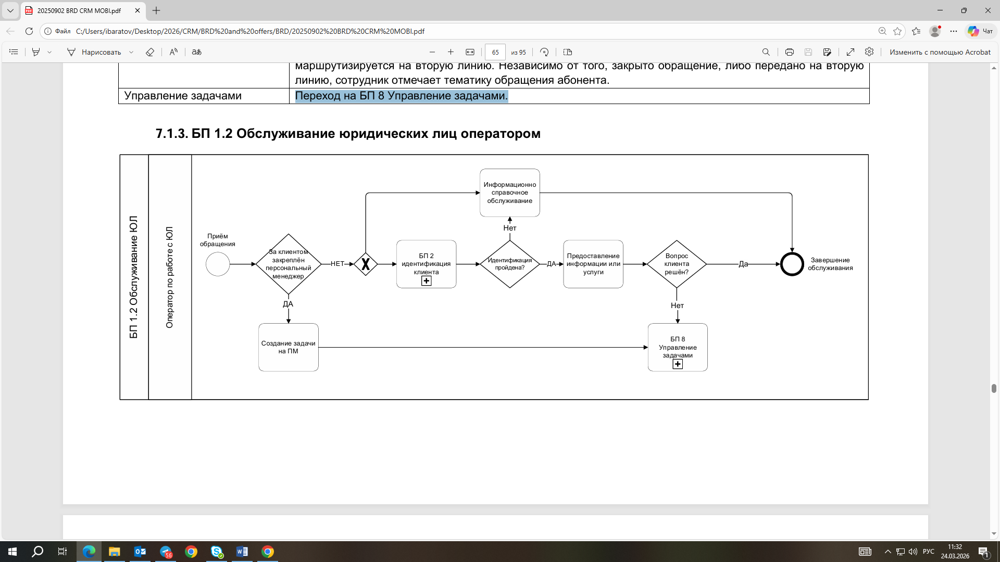 20250902 BRD CRM MOBI.pdf
Файл
C:/Users/ibaratov/Desktop/2026/CRM/BRD%20and%20offers/BRD/20250902%20BRD%20CRM%20MOBI.pdf
Чат
Нарисовать
65
из 95
Изменить с помощью Acrobat
маршрутизируется на вторую линию. Независимо от того, закрыто обращение, либо передано на вторую
линию, сотрудник отмечает тематику обращения абонента.
Управление задачами
Переход на БП 8 Управление задачами.
7.1.3. БП 1.2 Обслуживание юридических лиц оператором
БП 1.2 Обслуживание ЮЛ
Оператор по работе с ЮЛ
Приём
обращения
За клиентом
закреплён
персональный
менеджер
НЕТ
X
БП 2
идентификация
клиента
Информационно
справочное
обслуживание
Нет
Идентификация
пройдена?
ДА
Предоставление
информации или
услуги
Вопрос
клиента
решён?
Да
Завершение
обслуживания
ДА
Нет
Создание задачи
на ПМ
БП 8
Управление
задачами
56
РУС
11:32
24.03.2026
1